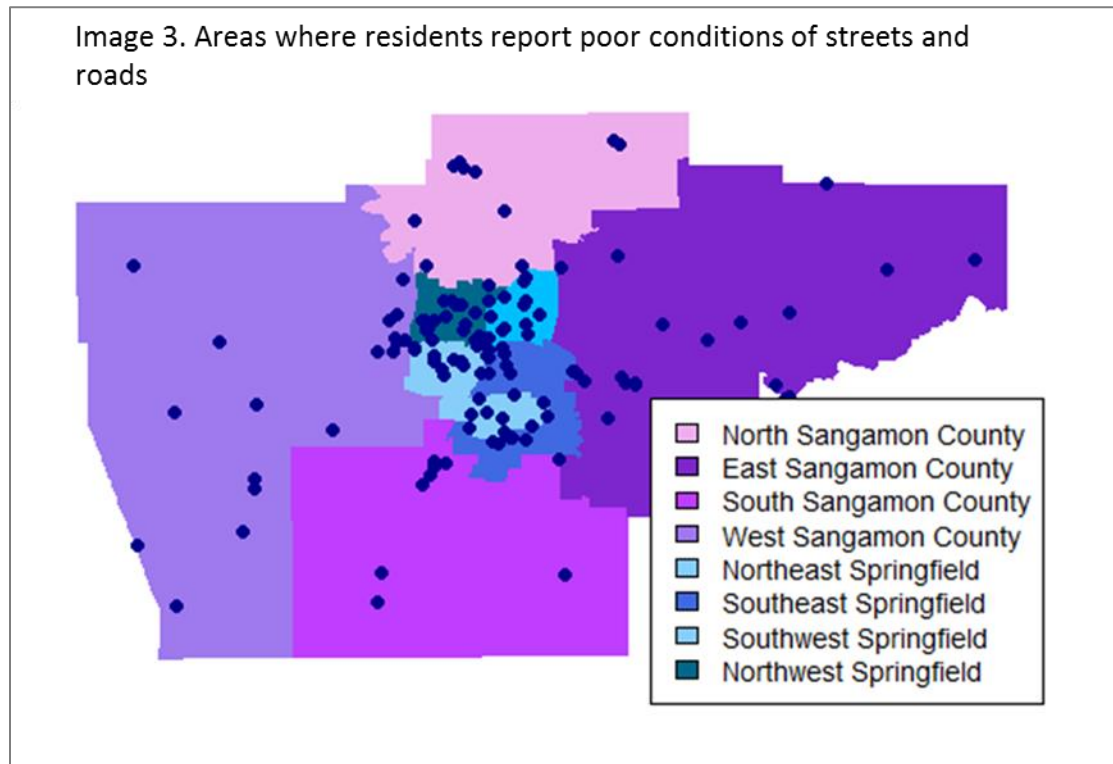 Image 3. Areas where residents report poor conditions of streets and
roads
North Sangamon County
East Sangamon County
South Sangamon County
West Sangamon County
Northeast Springfield
Southeast Springfield
Southwest Springfield
Northwest Springfield